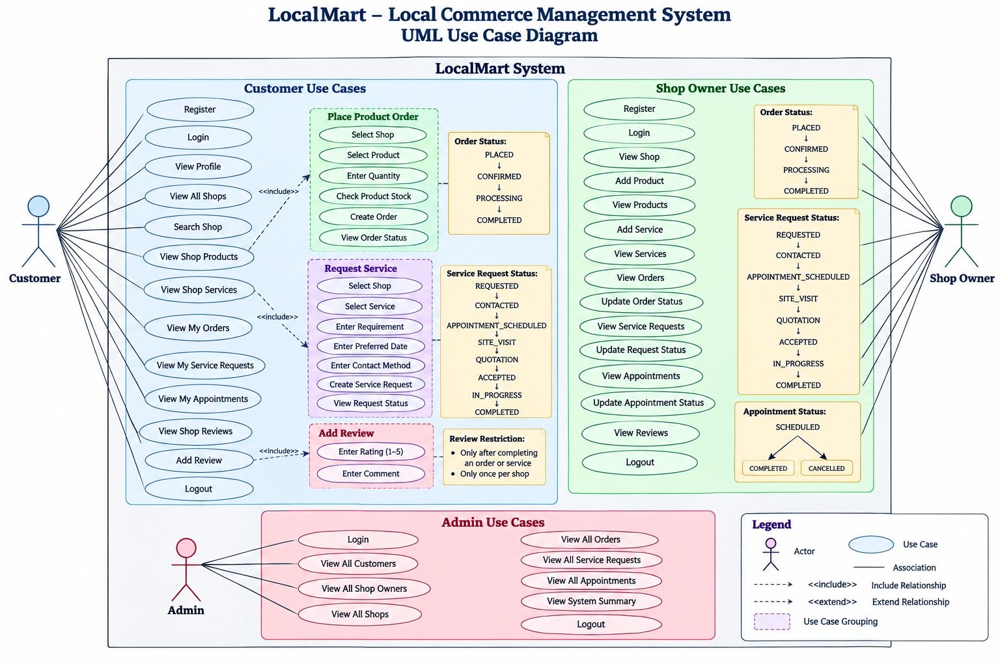 LocalMart – Local Commerce Management System
UML Use Case Diagram
LocalMart System
Customer Use Cases
Register
Login
View Profile
View All Shops
Search Shop
View Shop Products
View Shop Services
View My Orders
View My Service Requests
View My Appointments
View Shop Reviews
Add Review
Logout
Customer
<<include>>
<<include>>
<<include>>
Place Product Order
Select Shop
Select Product
Enter Quantity
Check Product Stock
Create Order
View Order Status
Order Status:
PLACED
↓
CONFIRMED
↓
PROCESSING
↓
COMPLETED
Request Service
Select Shop
Select Service
Enter Requirement
Enter Preferred Date
Enter Contact Method
Create Service Request
View Request Status
Service Request Status:
REQUESTED
↓
CONTACTED
↓
APPOINTMENT_SCHEDULED
↓
SITE_VISIT
↓
QUOTATION
↓
ACCEPTED
↓
IN_PROGRESS
↓
COMPLETED
Add Review
Enter Rating (1–5)
Enter Comment
Review Restriction:
• Only after completing
an order or service
• Only once per shop
Shop Owner Use Cases
Register
Login
View Shop
Add Product
View Products
Add Service
View Services
View Orders
Update Order Status
View Service Requests
Update Request Status
View Appointments
Update Appointment Status
View Reviews
Logout
Order Status:
PLACED
↓
CONFIRMED
↓
PROCESSING
↓
COMPLETED
Service Request Status:
REQUESTED
↓
CONTACTED
↓
APPOINTMENT_SCHEDULED
↓
SITE_VISIT
↓
QUOTATION
↓
ACCEPTED
↓
IN_PROGRESS
↓
COMPLETED
Appointment Status:
SCHEDULED
COMPLETED
CANCELLED
Shop Owner
Admin Use Cases
Login
View All Customers
View All Shop Owners
View All Shops
View All Orders
View All Service Requests
View All Appointments
View System Summary
Logout
Admin
Legend
Actor
Use Case
Association
<<include>> Include Relationship
<<extend>> Extend Relationship
Use Case Grouping